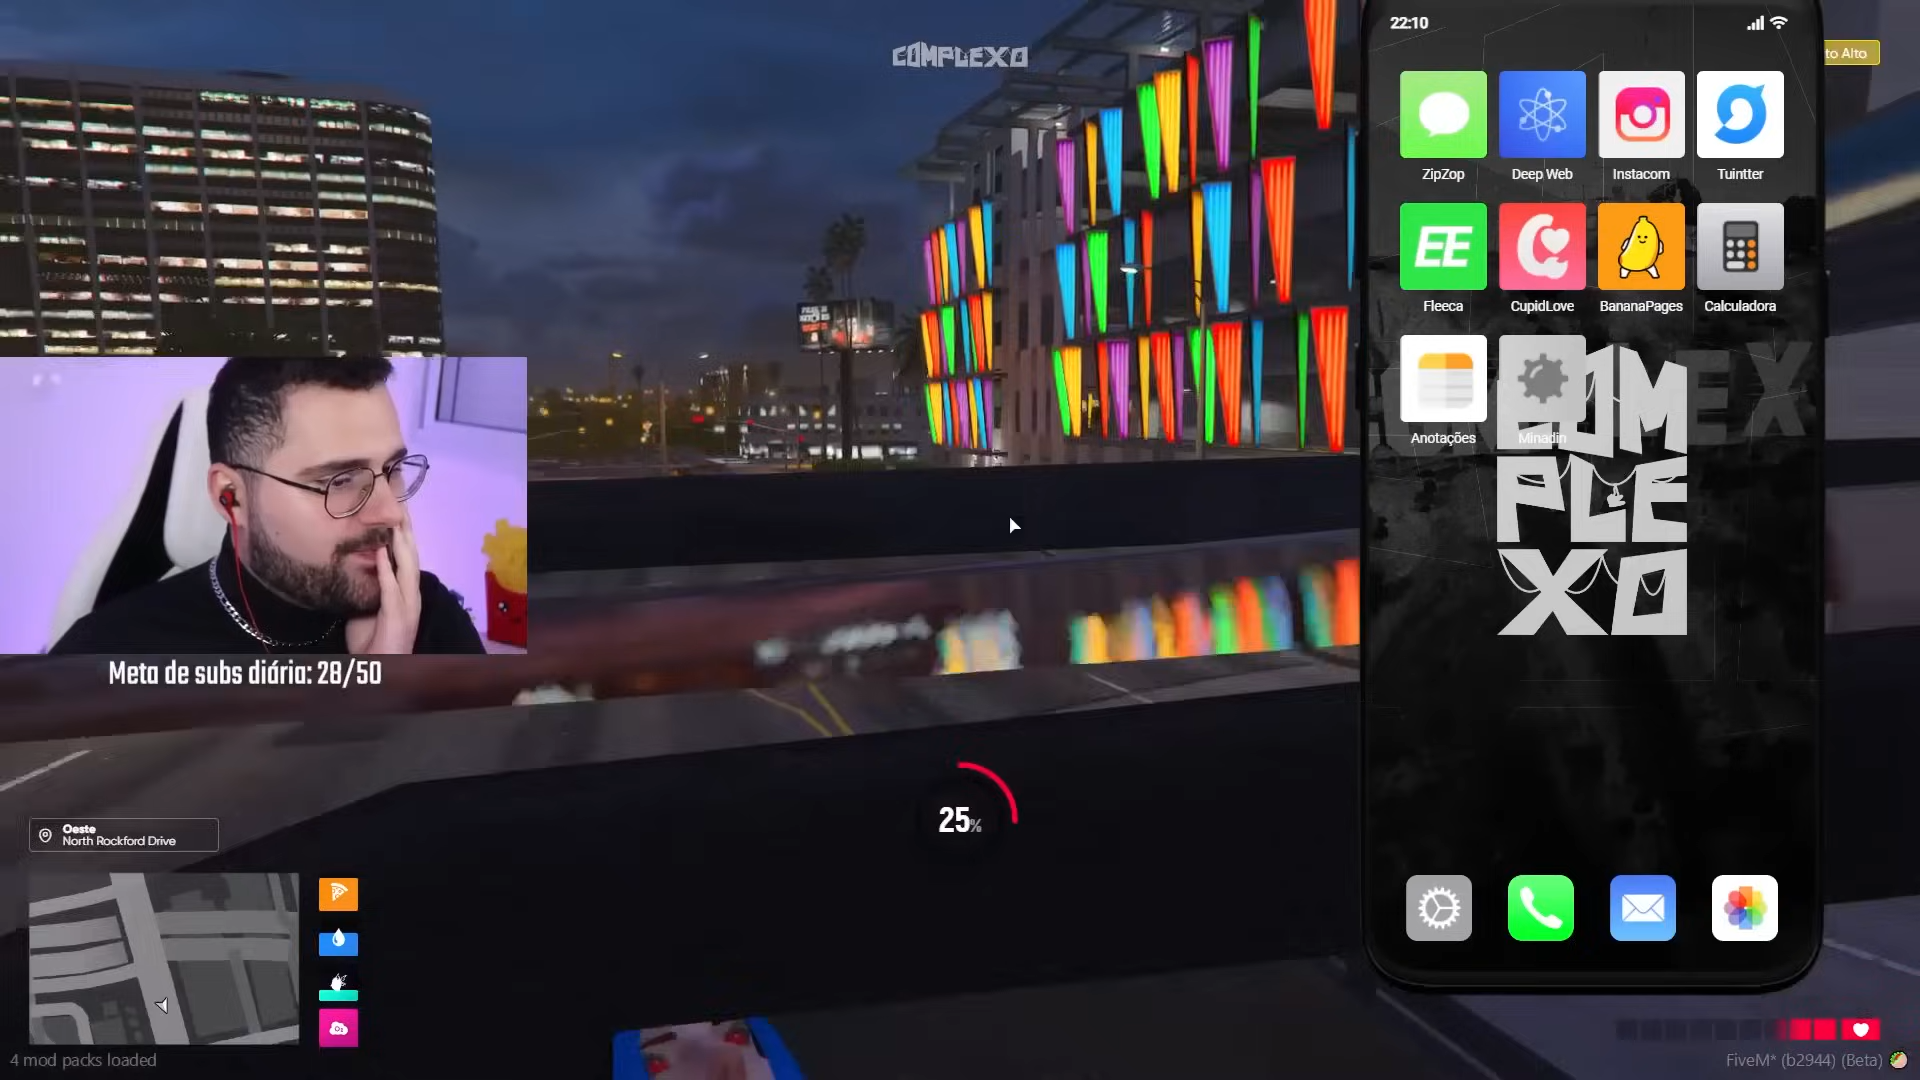 COMPLEXO
22:10
to Alto
ZipZop
Deep Web
Instacom
Tuintter
EE
Fleeca
CupidLove
BananaPages
Calculadora
Anotações
Minadin
COM
PLE
XO
Meta de subs diária: 28/50
25%
Oeste
North Rockford Drive
4 mod packs loaded
FiveM* (b2944) (Beta)